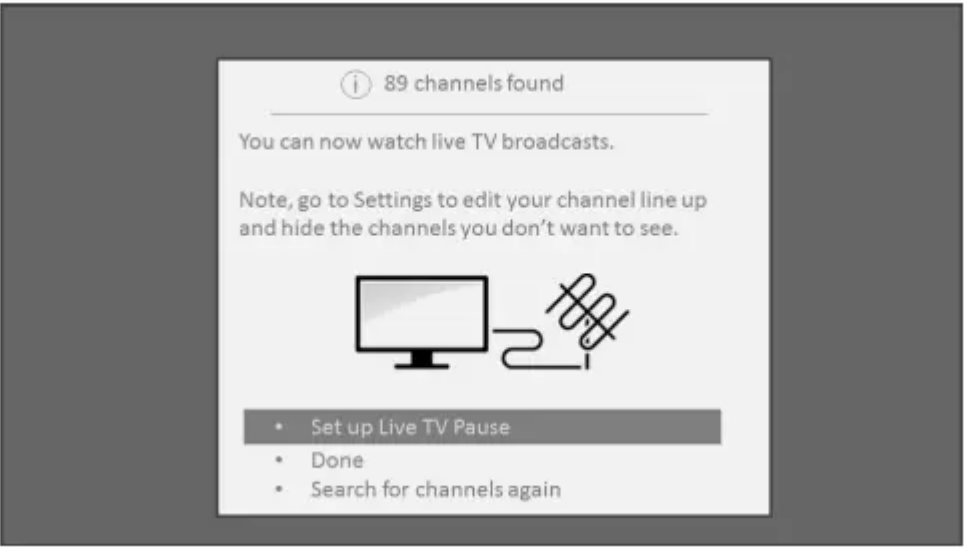 89 channels found
You can now watch live TV broadcasts.
Note, go to Settings to edit your channel line up
and hide the channels you don't want to see.
• Set up Live TV Pause
• Done
• Search for channels again